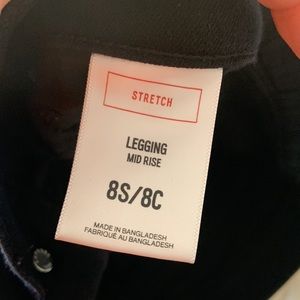 STRETCH
LEGGING
MID RISE
8S/8C
MADE IN BANGLADESH
FABRIQUÉ AU BANGLADESH